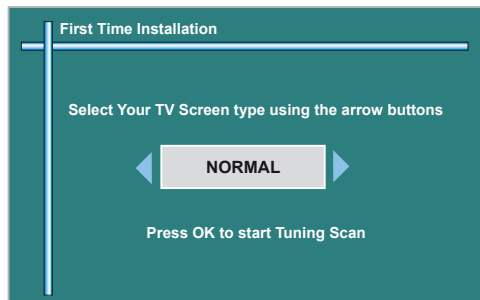 First Time Installation
Select Your TV Screen type using the arrow buttons
NORMAL
Press OK to start Tuning Scan